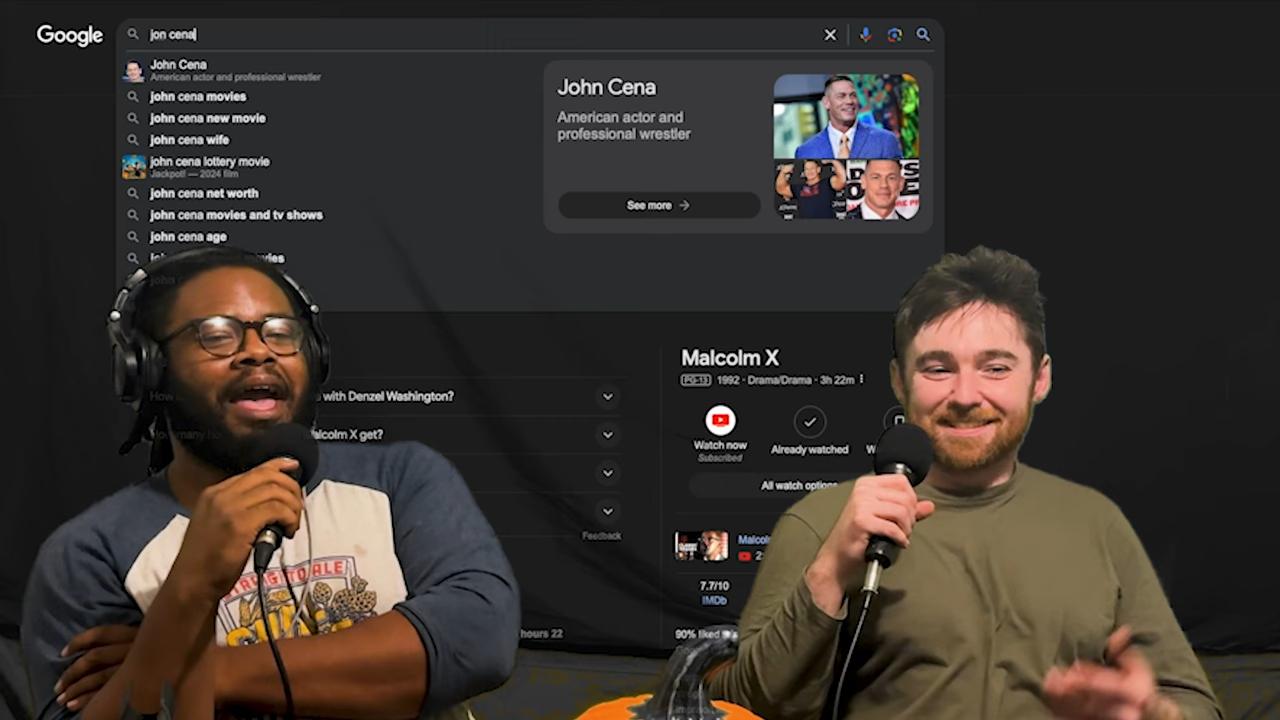 Google
jon cena
John Cena
American actor and professional wrestler
john cena movies
john cena new movie
john cena wife
john cena lottery movie
Jackpot! — 2024 film
john cena net worth
john cena movies and tv shows
john cena age
John Cena
American actor and
professional wrestler
See more →
with Denzel Washington?
get?
Feedback
hours 22
Malcolm X
PG-13 1992 · Drama/Drama · 3h 22m
Watch now
Subscribed
Already watched
All watch options
7.7/10
IMDb
90% liked